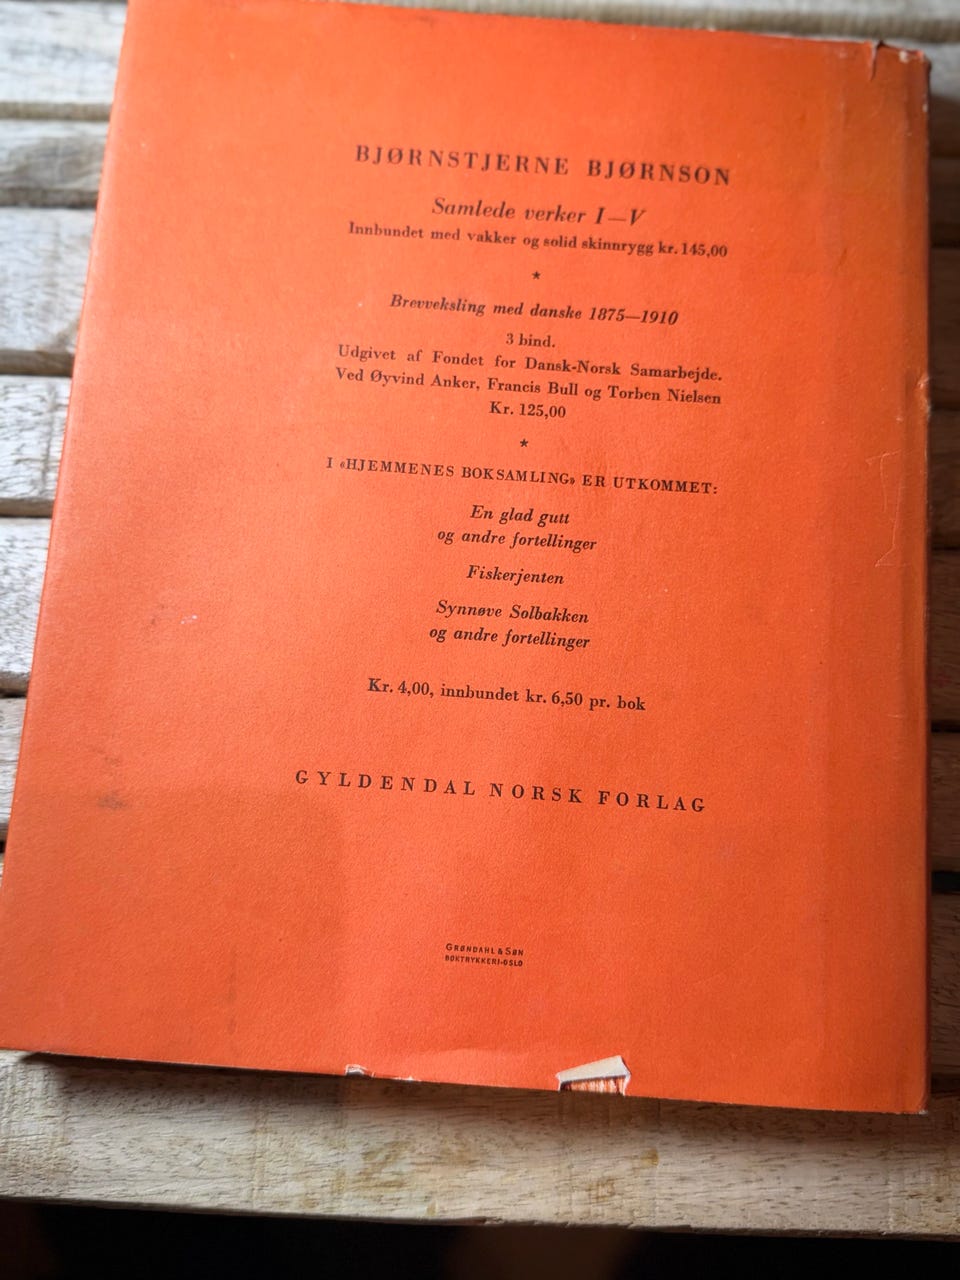 BJØRNSTJERNE BJØRNSON
Samlede verker I—V
Innbundet med vakker og solid skinnrygg kr. 145,00
*
Brevveksling med danske 1875—1910
3 bind.
Udgivet af Fondet for Dansk-Norsk Samarbejde.
Ved Øyvind Anker, Francis Bull og Torben Nielsen
Kr. 125,00
*
I «HJEMMENES BOKSAMLING» ER UTKOMMET:
En glad gutt
og andre fortellinger
Fiskerjenten
Synnøve Solbakken
og andre fortellinger
Kr. 4,00, innbundet kr. 6,50 pr. bok
GYLDENDAL NORSK FORLAG
GRØNDAHL & SØN
BOKTRYKKERI-OSLO